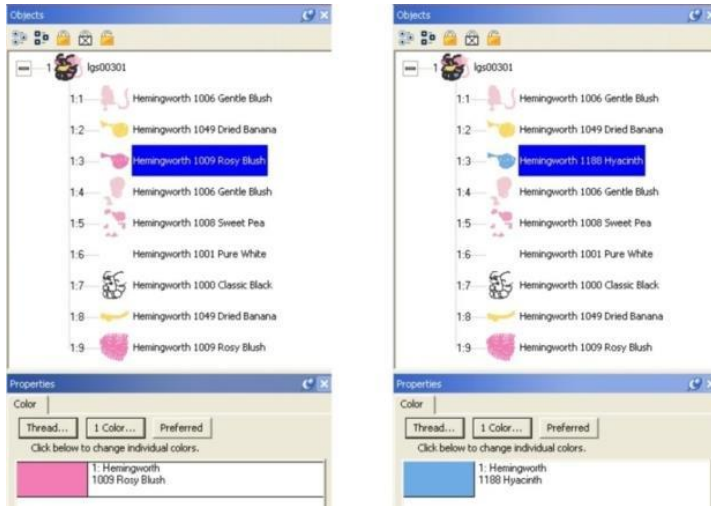 Objects
1 lgs00301
1:1 Hemingworth 1006 Gentle Blush
1:2 Hemingworth 1049 Dried Banana
1:3 Hemingworth 1009 Rosy Blush
1:4 Hemingworth 1006 Gentle Blush
1:5 Hemingworth 1008 Sweet Pea
1:6 Hemingworth 1001 Pure White
1:7 Hemingworth 1000 Classic Black
1:8 Hemingworth 1049 Dried Banana
1:9 Hemingworth 1009 Rosy Blush
Properties
Color
Thread... 1 Color... Preferred
Click below to change individual colors.
1: Hemingworth
1009 Rosy Blush
Objects
1 lgs00301
1:1 Hemingworth 1006 Gentle Blush
1:2 Hemingworth 1049 Dried Banana
1:3 Hemingworth 1188 Hyacinth
1:4 Hemingworth 1006 Gentle Blush
1:5 Hemingworth 1008 Sweet Pea
1:6 Hemingworth 1001 Pure White
1:7 Hemingworth 1000 Classic Black
1:8 Hemingworth 1049 Dried Banana
1:9 Hemingworth 1009 Rosy Blush
Properties
Color
Thread... 1 Color... Preferred
Click below to change individual colors.
1: Hemingworth
1188 Hyacinth